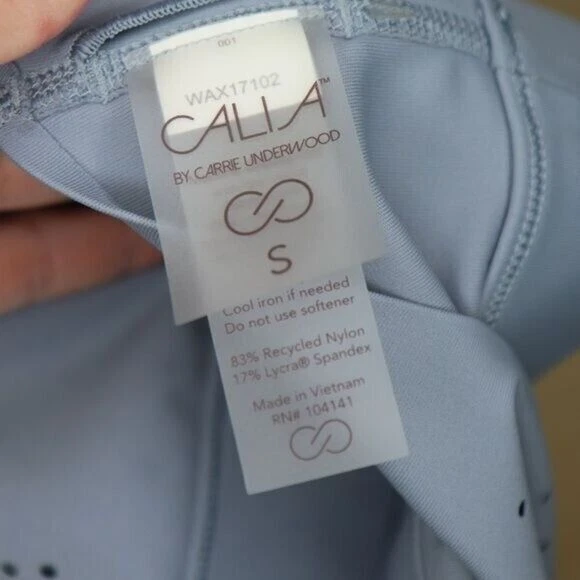 001
WAX17102
CALIA™
BY CARRIE UNDERWOOD
S
Cool iron if needed
Do not use softener
83% Recycled Nylon
17% Lycra® Spandex
Made in Vietnam
RN# 104141